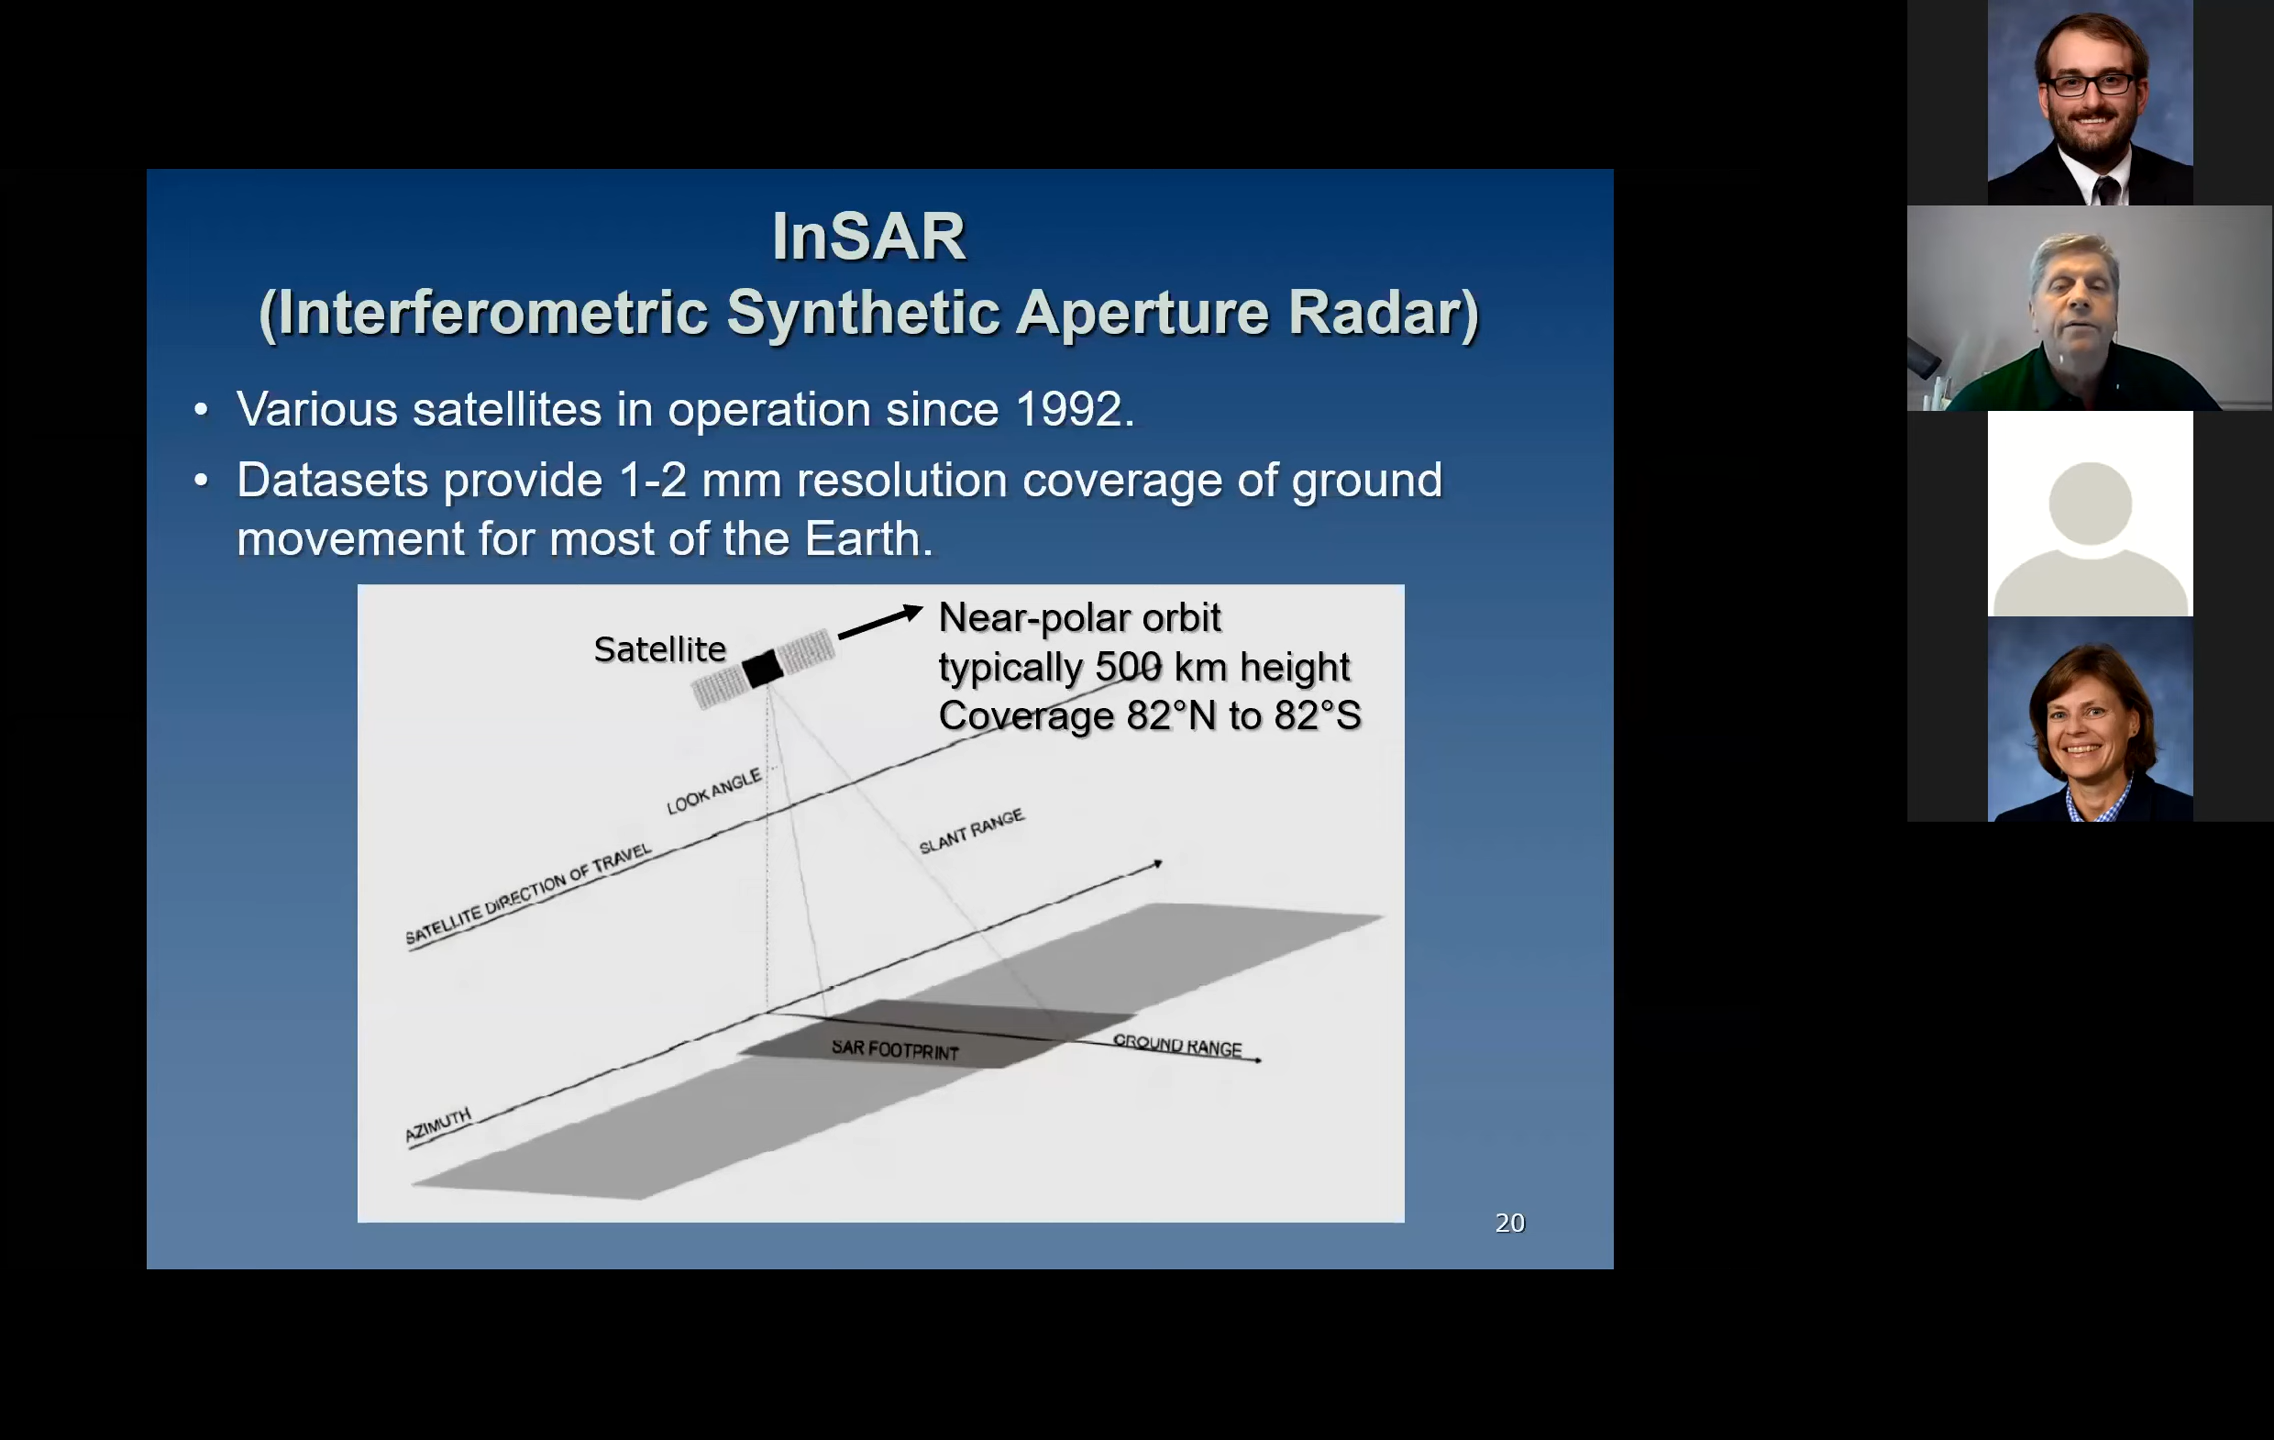 InSAR
(Interferometric Synthetic Aperture Radar)
• Various satellites in operation since 1992.
• Datasets provide 1-2 mm resolution coverage of ground
movement for most of the Earth.
Satellite
Near-polar orbit
typically 500 km height
Coverage 82°N to 82°S
LOOK ANGLE
SLANT RANGE
SATELLITE DIRECTION OF TRAVEL
SAR FOOTPRINT
GROUND RANGE
AZIMUTH
20